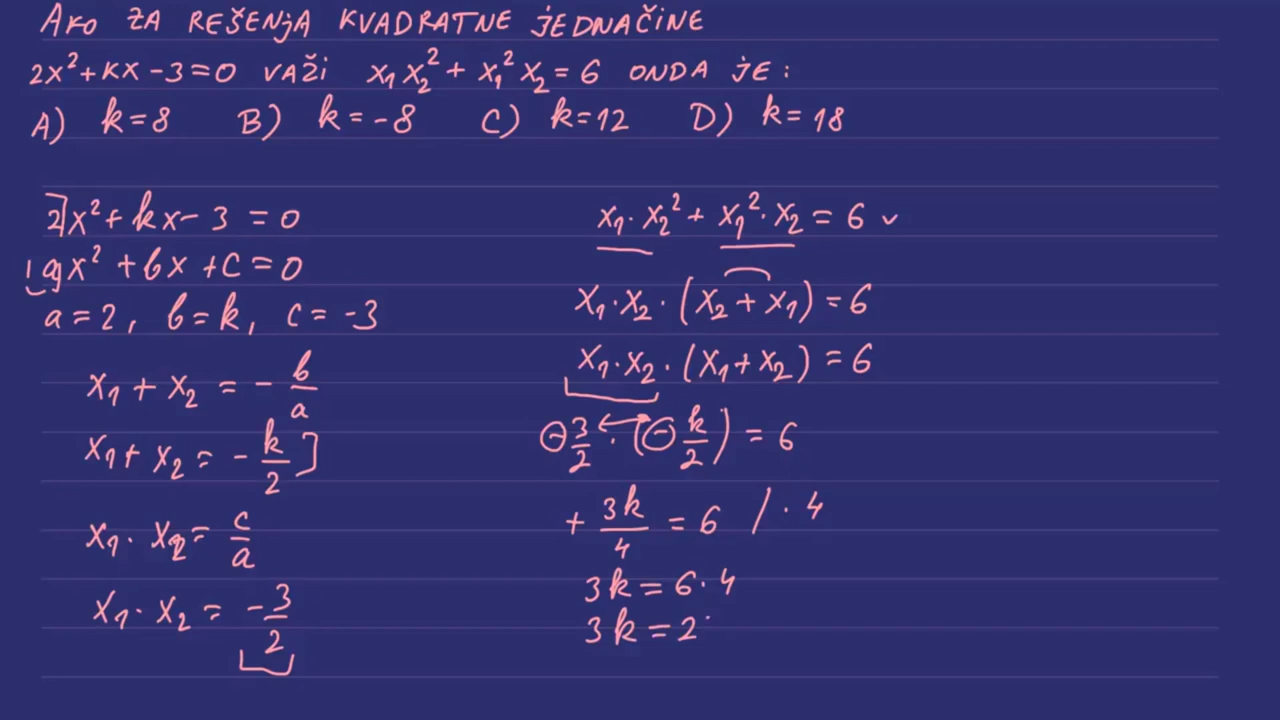 AKO ZA REŠENJA KVADRATNE JEDNAČINE
2x²+KX-3=0 VAŽI x₁x₂²+x₁²x₂=6 ONDA JE:
A) k=8 B) k=-8 C) k=12 D) k=18
2x²+kx-3=0
ax²+bx+c=0
a=2, b=k, c=-3
x₁+x₂=-b/a
x₁+x₂=-k/2
x₁·x₂=c/a
x₁·x₂=-3/2
x₁·x₂²+x₁²·x₂=6
x₁·x₂·(x₂+x₁)=6
x₁·x₂·(x₁+x₂)=6
-3/2·(-k/2)=6
+3k/4=6 /·4
3k=6·4
3k=2